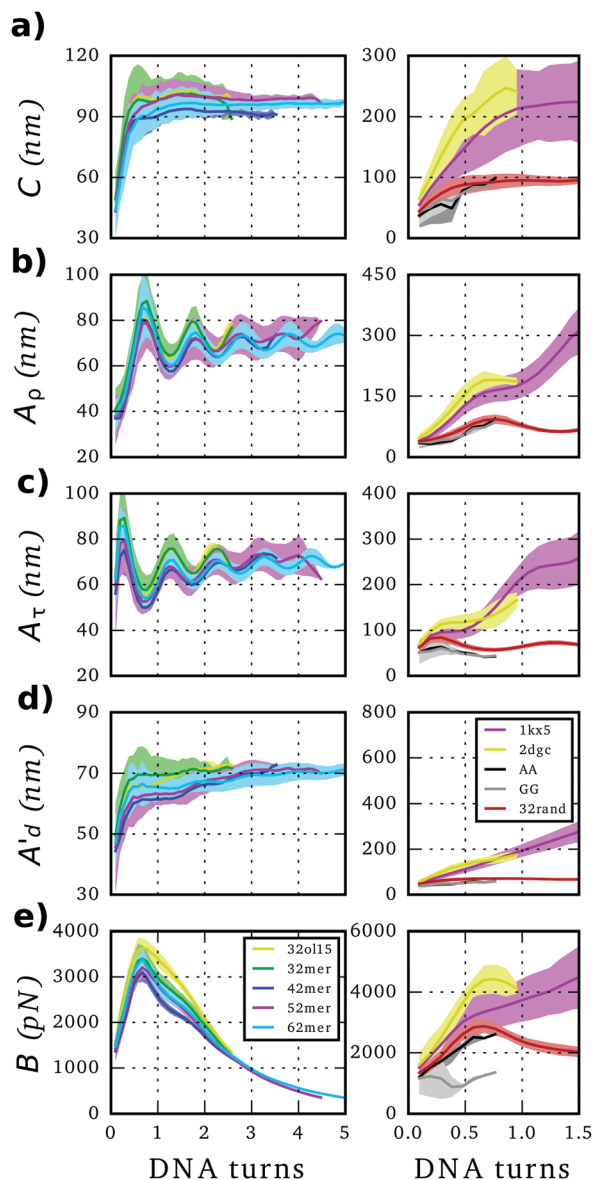 a)
120
90
60
30
C (nm)
300
200
100
0
b)
100
80
60
40
20
Aρ (nm)
450
300
150
0
c)
100
80
60
40
20
Aτ (nm)
400
300
200
100
0
d)
90
70
50
30
A'd (nm)
800
600
400
200
0
1kx5
2dgc
AA
GG
32rand
e)
4000
3000
2000
1000
0
B (pN)
32ol15
32mer
42mer
52mer
62mer
6000
4000
2000
0
0 1 2 3 4 5
0.0 0.5 1.0 1.5
DNA turns DNA turns